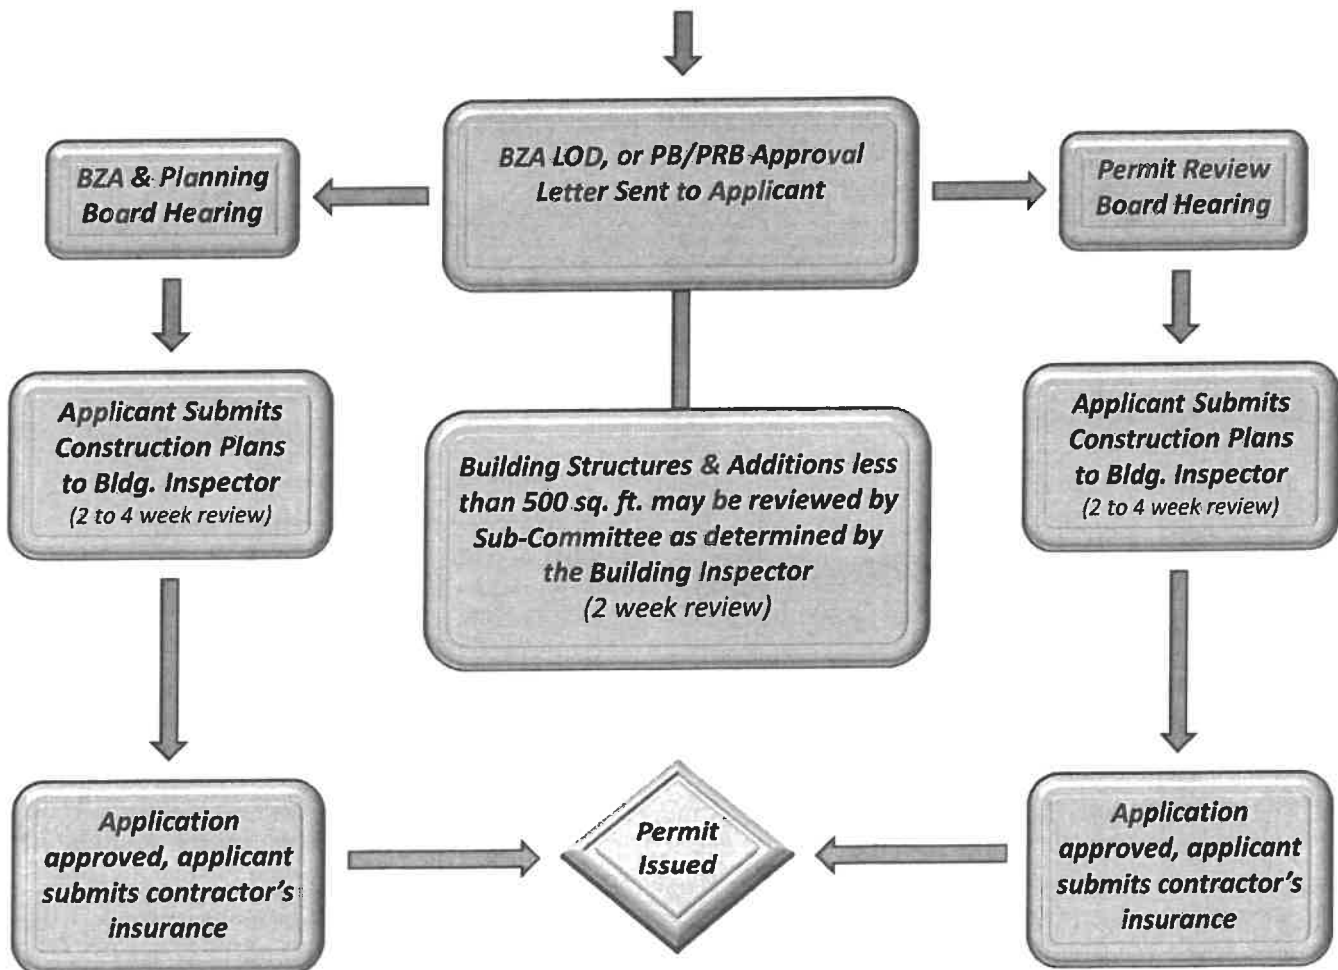 BZA LOD, or PB/PRB Approval
Letter Sent to Applicant
BZA & Planning
Board Hearing
Permit Review
Board Hearing
Applicant Submits
Construction Plans
to Bldg. Inspector
(2 to 4 week review)
Building Structures & Additions less
than 500 sq. ft. may be reviewed by
Sub-Committee as determined by
the Building Inspector
(2 week review)
Applicant Submits
Construction Plans
to Bldg. Inspector
(2 to 4 week review)
Application
approved, applicant
submits contractor's
insurance
Permit
Issued
Application
approved, applicant
submits contractor's
insurance